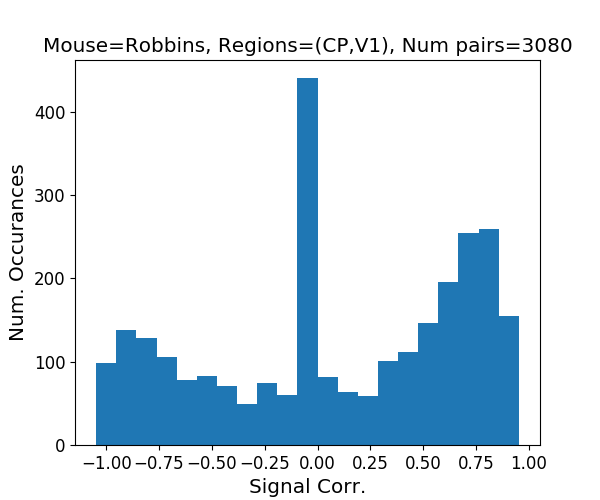 Mouse=Robbins, Regions=(CP,V1), Num pairs=3080
Num. Occurances
400
300
200
100
0
−1.00 −0.75 −0.50 −0.25 0.00 0.25 0.50 0.75 1.00
Signal Corr.